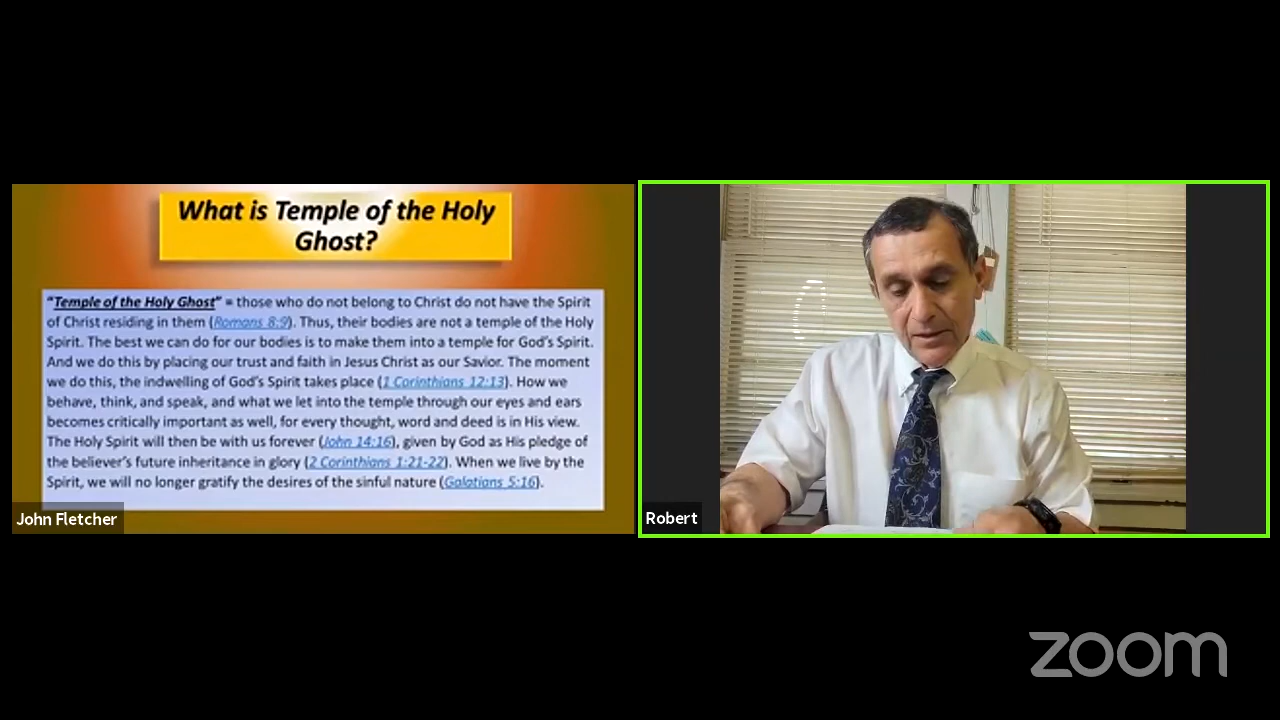 What is Temple of the Holy
Ghost?
“Temple of the Holy Ghost” = those who do not belong to Christ do not have the Spirit
of Christ residing in them (Romans 8:9). Thus, their bodies are not a temple of the Holy
Spirit. The best we can do for our bodies is to make them into a temple for God’s Spirit.
And we do this by placing our trust and faith in Jesus Christ as our Savior. The moment
we do this, the indwelling of God’s Spirit takes place (1 Corinthians 12:13). How we
behave, think, and speak, and what we let into the temple through our eyes and ears
becomes critically important as well, for every thought, word and deed is in His view.
The Holy Spirit will then be with us forever (John 14:16), given by God as His pledge of
the believer’s future inheritance in glory (2 Corinthians 1:21-22). When we live by the
Spirit, we will no longer gratify the desires of the sinful nature (Galatians 5:16).
John Fletcher
Robert
zoom